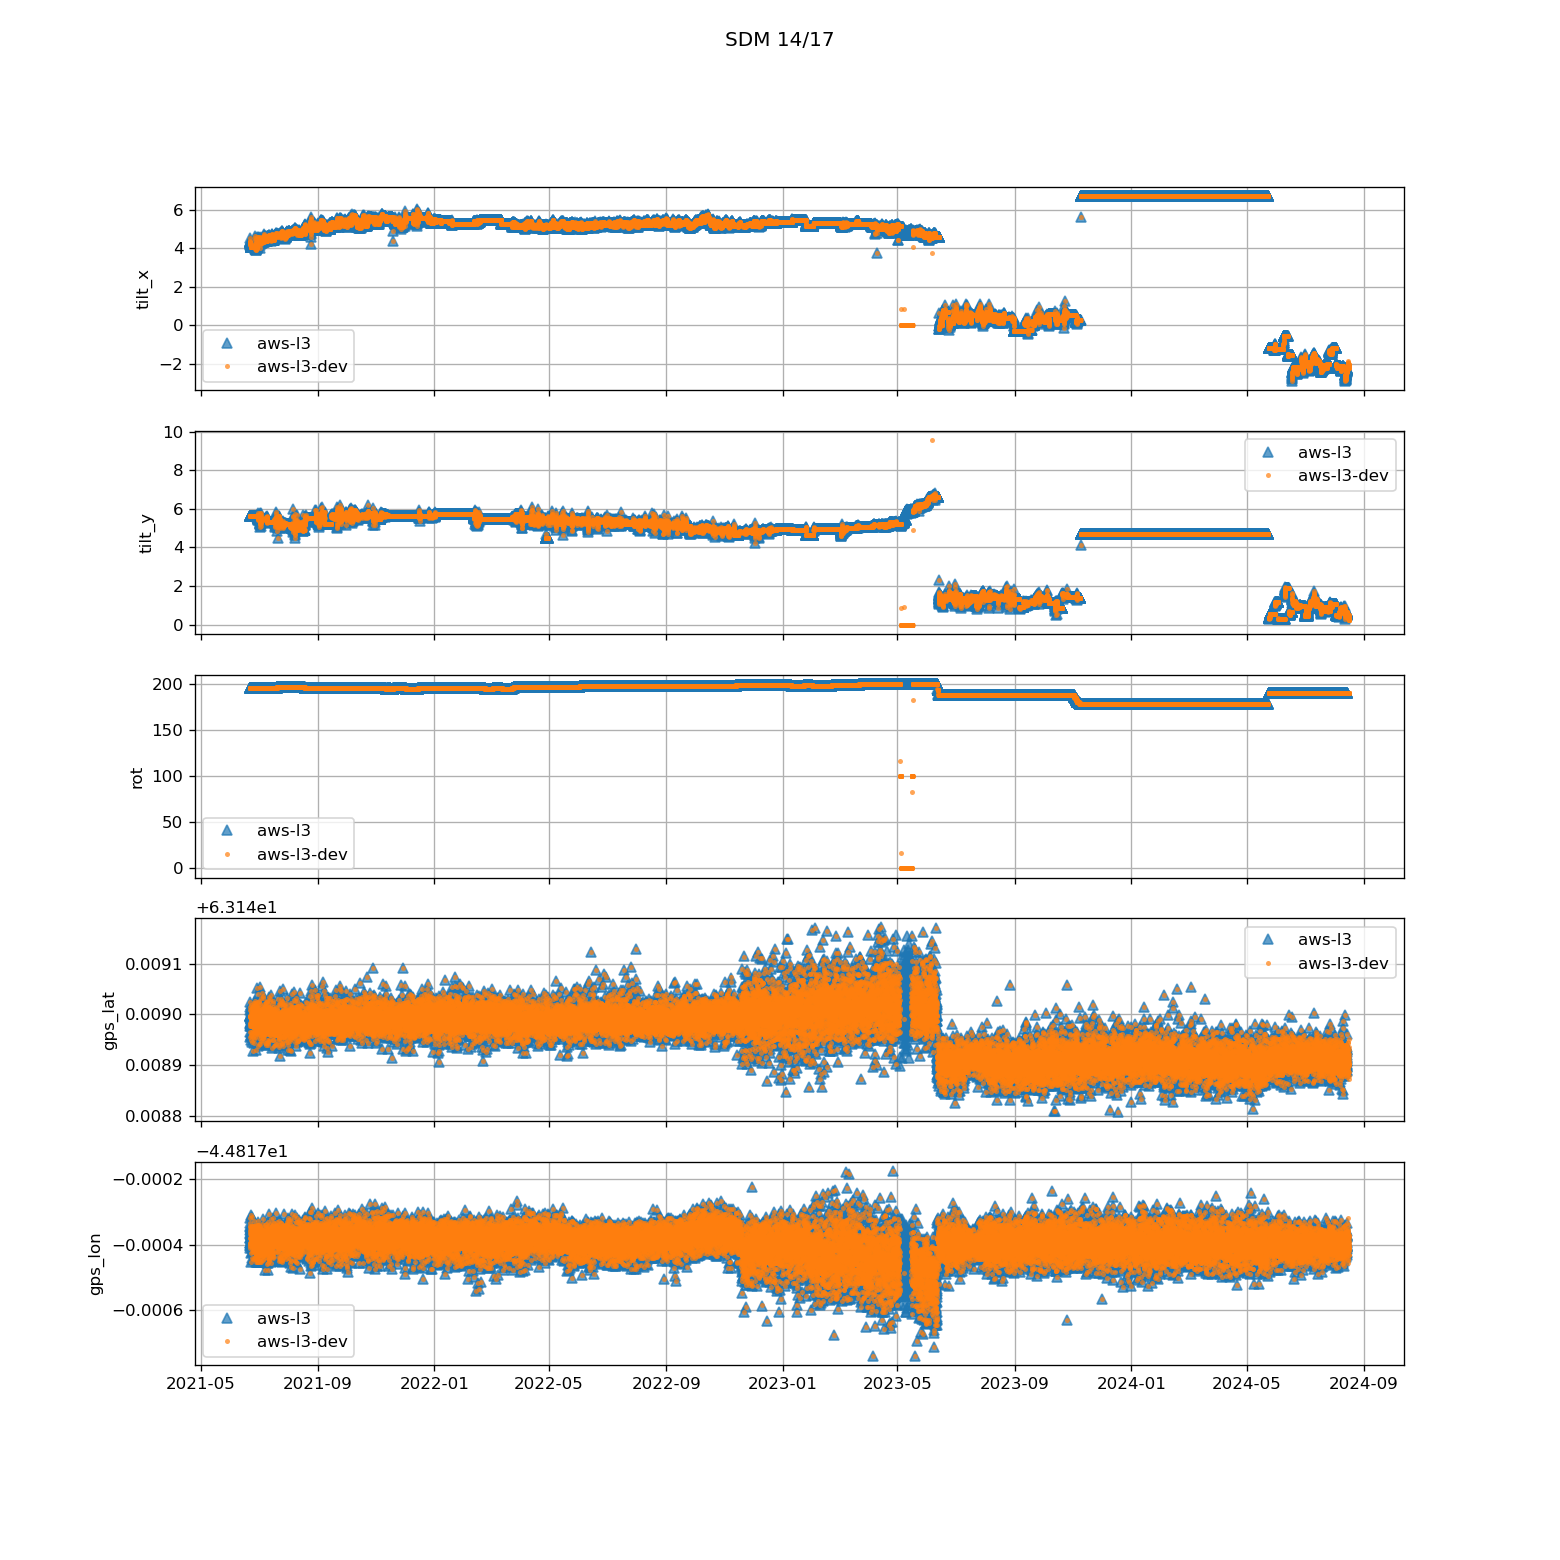 SDM 14/17
6
4
2
0
−2
tilt_x
aws-l3
aws-l3-dev
10
8
6
4
2
0
tilt_y
aws-l3
aws-l3-dev
200
150
100
50
0
rot
aws-l3
aws-l3-dev
+6.314e1
0.0091
0.0090
0.0089
0.0088
gps_lat
aws-l3
aws-l3-dev
−4.4817e1
−0.0002
−0.0004
−0.0006
gps_lon
aws-l3
aws-l3-dev
2021-05 2021-09 2022-01 2022-05 2022-09 2023-01 2023-05 2023-09 2024-01 2024-05 2024-09